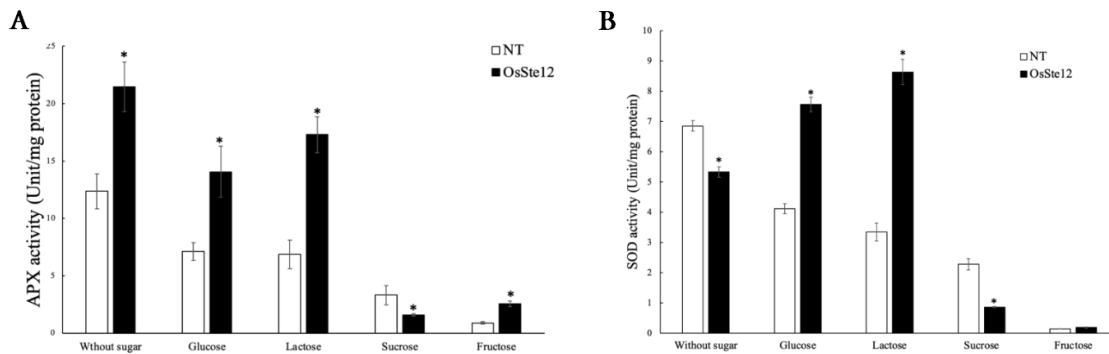 A
APX activity (Unit/mg protein)
25
20
15
10
5
0
NT
OsSte12
*
*
*
*
*
Without sugar
Glucose
Lactose
Sucrose
Fructose
B
SOD activity (Unit/mg protein)
10
9
8
7
6
5
4
3
2
1
0
NT
OsSte12
*
*
*
*
Without sugar
Glucose
Lactose
Sucrose
Fructose